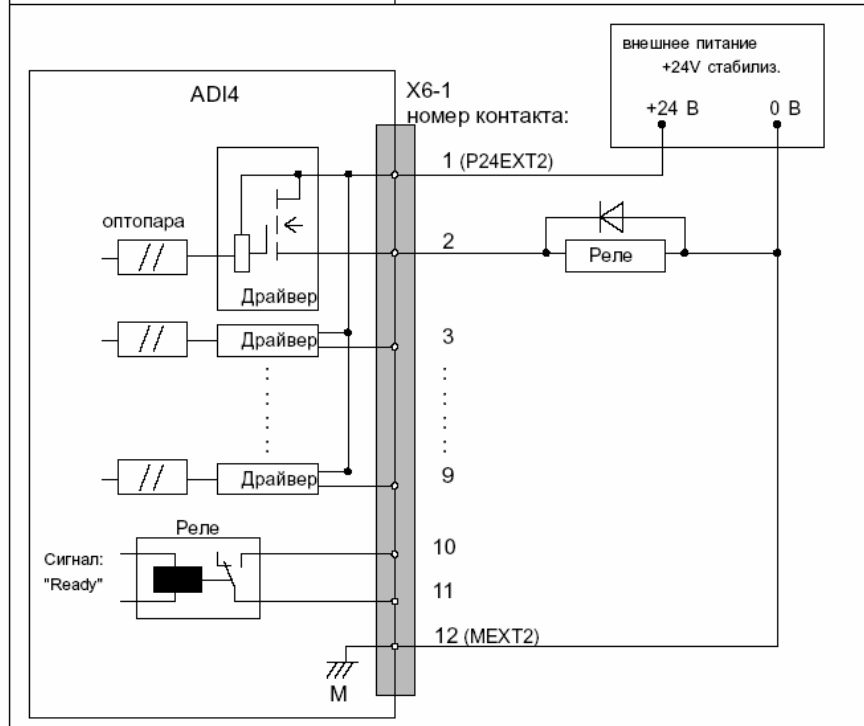 внешнее питание
+24V стабилиз.
+24 В
0 В
ADI4
X6-1
номер контакта:
1 (P24EXT2)
оптопара
2
Реле
Драйвер
Драйвер
3
Драйвер
9
Реле
Сигнал:
"Ready"
10
11
12 (MEXT2)
M